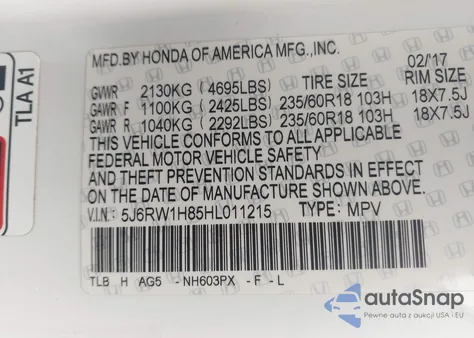 MFD.BY HONDA OF AMERICA MFG.,INC. 02/17
GVWR 2130KG (4695LBS) TIRE SIZE RIM SIZE
GAWR F 1100KG (2425LBS) 235/60R18 103H 18X7.5J
GAWR R 1040KG (2292LBS) 235/60R18 103H 18X7.5J
THIS VEHICLE CONFORMS TO ALL APPLICABLE
FEDERAL MOTOR VEHICLE SAFETY
AND THEFT PREVENTION STANDARDS IN EFFECT
ON THE DATE OF MANUFACTURE SHOWN ABOVE.
V.I.N.: 5J6RW1H85HL011215 TYPE: MPV
TLB H AG5 -NH603PX -F -L
TLA A1
autoSnap
Pewne auta z aukcji USA i EU